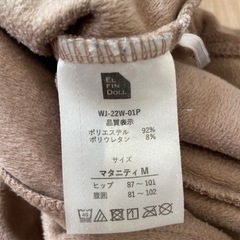 EL
FIN :
DOLL
WJ-22W-01P
品質表示
ポリエステル 92%
ポリウレタン 8%
サイズ
マタニティ M
ヒップ 87～101
腹囲 81～102